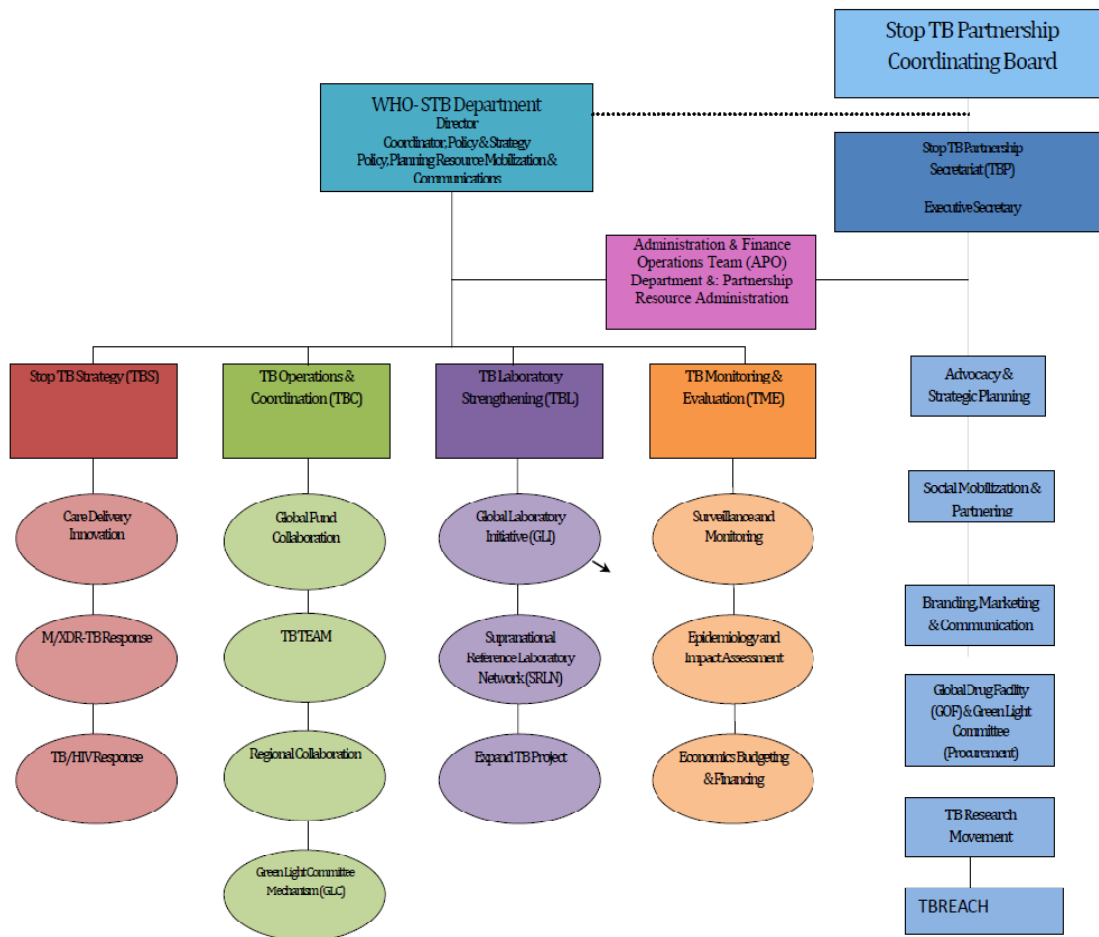 Stop TB Partnership
Coordinating Board
WHO- STB Department
Director
Coordinator, Policy & Strategy
Policy, Planning Resource Mobilization &
Communications
Stop TB Partnership
Secretariat (TBP)
Executive Secretary
Administration & Finance
Operations Team (APO)
Department &: Partnership
Resource Administration
Stop TB Strategy (TBS)
TB Operations &
Coordination (TBC)
TB Laboratory
Strengthening (TBL)
TB Monitoring &
Evaluation (TME)
Advocacy &
Strategic Planning
Care Delivery
Innovation
Global Fund
Collaboration
Global Laboratory
Initiative (GLI)
Surveillance and
Monitoring
Social Mobilization &
Partnering
M/XDR-TB Response
TB TEAM
Supranational
Reference Laboratory
Network (SRLN)
Epidemiology and
Impact Assessment
Branding, Marketing
& Communication
TB/HIV Response
Regional Collaboration
Expand TB Project
Economics Budgeting
& Financing
Global Drug Facility
(GOF) & Green Light
Committee
(Procurement)
TB Research
Movement
Green Light Committee
Mechanism (GLC)
TBREACH